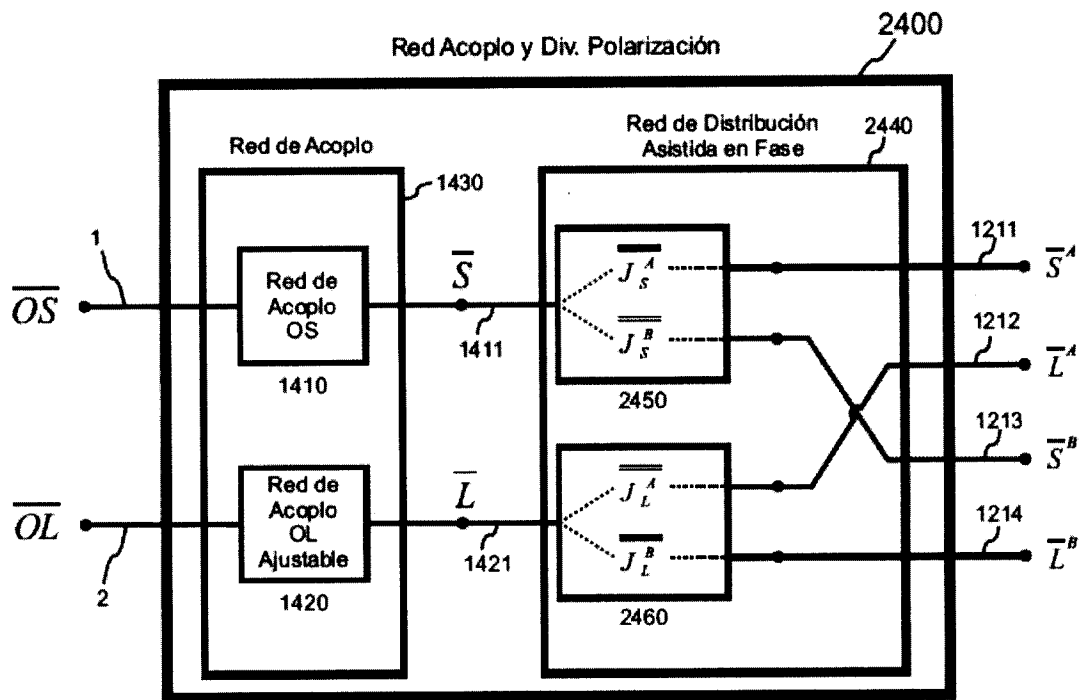 2400
Red Acoplo y Div. Polarización
Red de Acoplo
Red de Distribución
Asistida en Fase
2440
1430
1
OS
Red de
Acoplo
OS
1410
S
1411
J_S^A
J_S^B
2450
1211
S^A
1212
L^A
1213
S^B
OL
2
Red de
Acoplo
OL
Ajustable
1420
L
1421
J_L^A
J_L^B
2460
1214
L^B